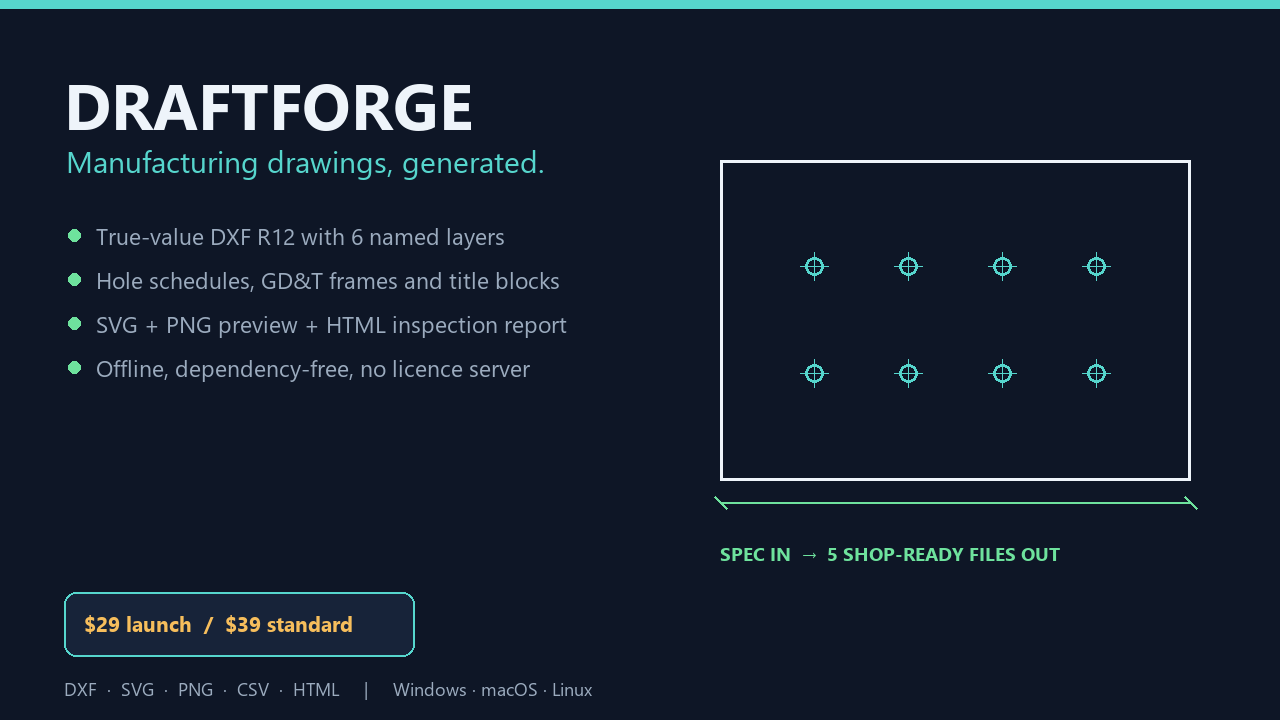 DRAFTFORGE
Manufacturing drawings, generated.
True-value DXF R12 with 6 named layers
Hole schedules, GD&T frames and title blocks
SVG + PNG preview + HTML inspection report
Offline, dependency-free, no licence server
SPEC IN → 5 SHOP-READY FILES OUT
$29 launch / $39 standard
DXF · SVG · PNG · CSV · HTML | Windows · macOS · Linux